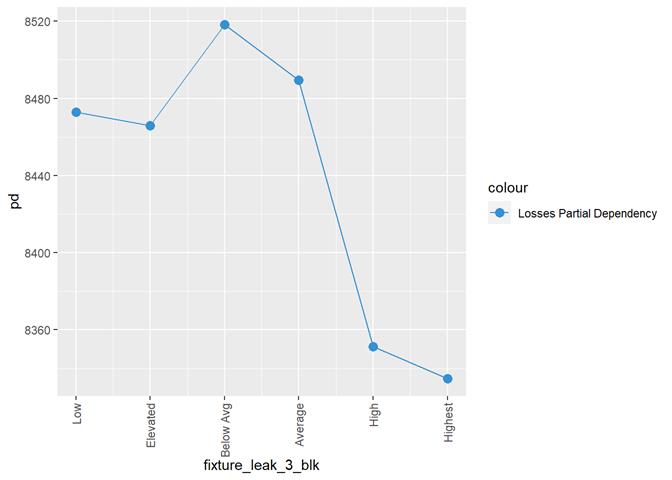 8520
8480
8440
8400
8360
pd
Low
Elevated
Below Avg
Average
High
Highest
fixture_leak_3_blk
colour
Losses Partial Dependency